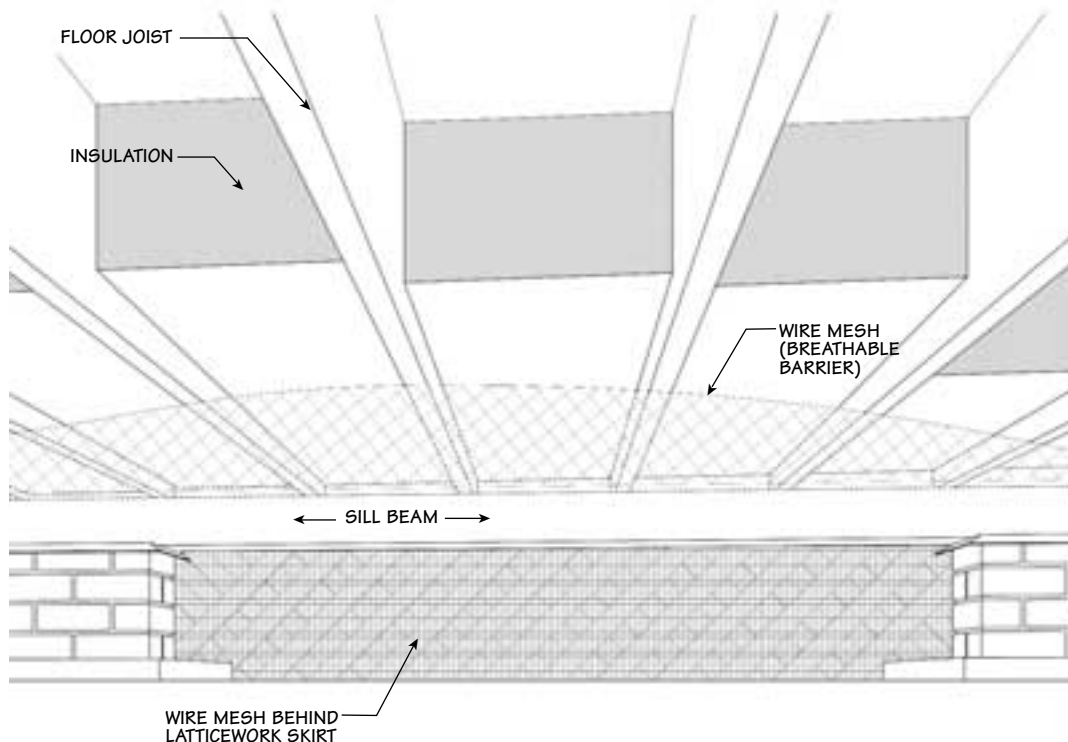 FLOOR JOIST
INSULATION
WIRE MESH
(BREATHABLE
BARRIER)
SILL BEAM
WIRE MESH BEHIND
LATTICEWORK SKIRT